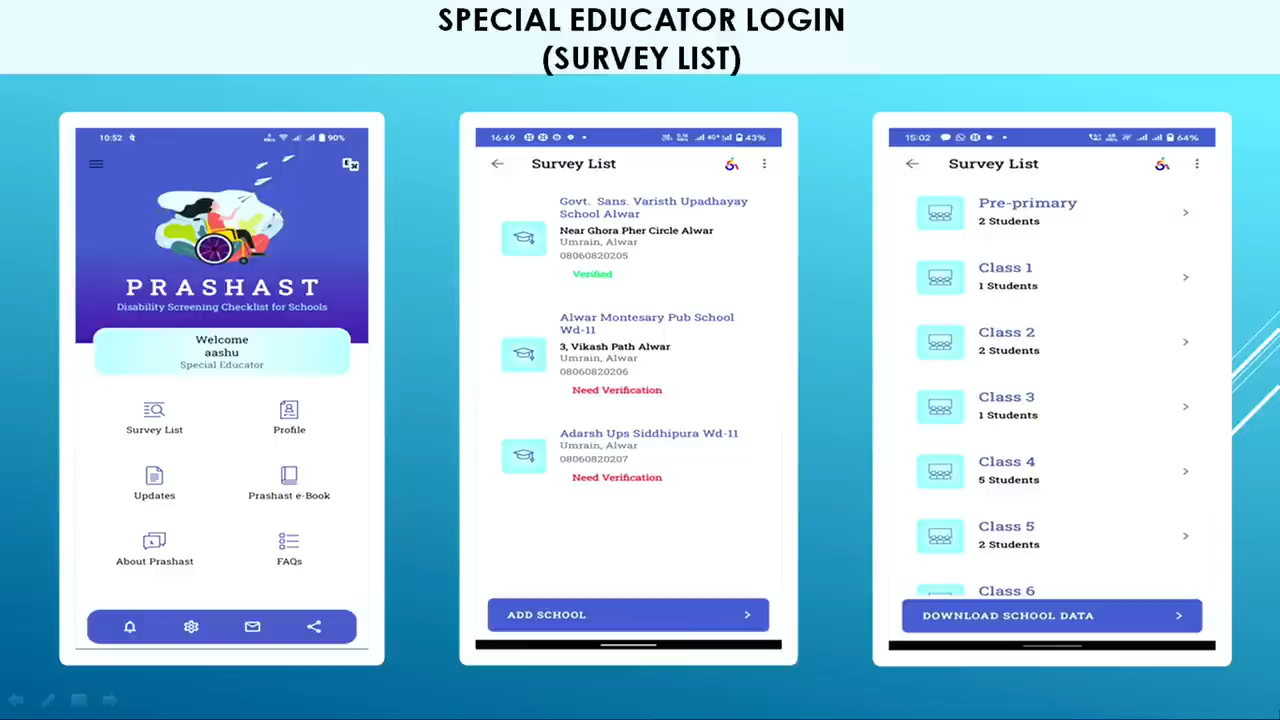 SPECIAL EDUCATOR LOGIN
(SURVEY LIST)
10:52
90%
PRASHAST
Disability Screening Checklist for Schools
Welcome
aashu
Special Educator
Survey List
Profile
Updates
Prashast e-Book
About Prashast
FAQs
16:49
43%
Survey List
Govt. Sans. Varisth Upadhayay
School Alwar
Near Ghora Pher Circle Alwar
Umrain, Alwar
08060820205
Verified
Alwar Montesary Pub School
Wd-11
3, Vikash Path Alwar
Umrain, Alwar
08060820206
Need Verification
Adarsh Ups Siddhipura Wd-11
Umrain, Alwar
08060820207
Need Verification
ADD SCHOOL
15:02
64%
Survey List
Pre-primary
2 Students
Class 1
1 Students
Class 2
2 Students
Class 3
1 Students
Class 4
5 Students
Class 5
2 Students
Class 6
DOWNLOAD SCHOOL DATA